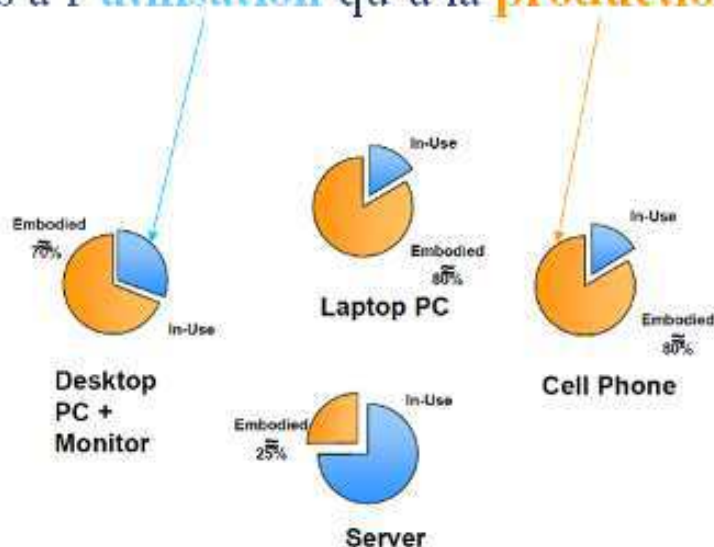 s à l'utilisation qu'à la productio
In-Use
Embodied
≅
80%
Laptop PC
Embodied
≅
70%
In-Use
Desktop
PC +
Monitor
In-Use
Embodied
≅
80%
Cell Phone
In-Use
Embodied
≅
25%
Server